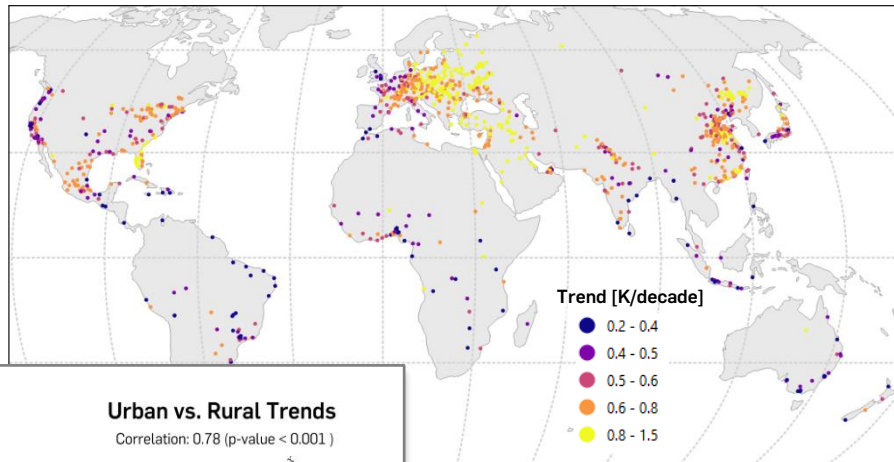 Trend [K/decade]
0.2 - 0.4
0.4 - 0.5
0.5 - 0.6
0.6 - 0.8
0.8 - 1.5
Urban vs. Rural Trends
Correlation: 0.78 (p-value < 0.001 )